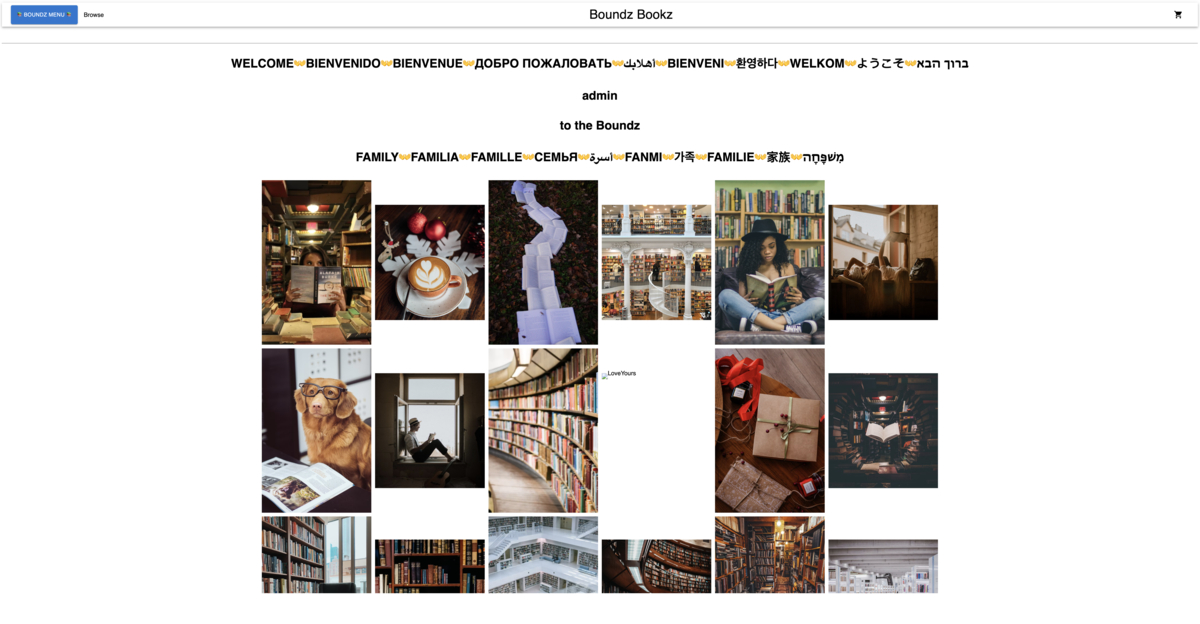 BOUNDZ MENU Browse Boundz Bookz
WELCOME👐BIENVENIDO👐BIENVENUE👐ДОБРО ПОЖАЛОВАТЬ👐أهلا بك👐BIENVENI👐환영하다👐WELKOM👐ようこそ👐ברוך הבא
admin
to the Boundz
FAMILY👐FAMILIA👐FAMILLE👐СЕМЬЯ👐أسرة👐FANMI👐가족👐FAMILIE👐家族👐מִשׁפָּחָה
LoveYours